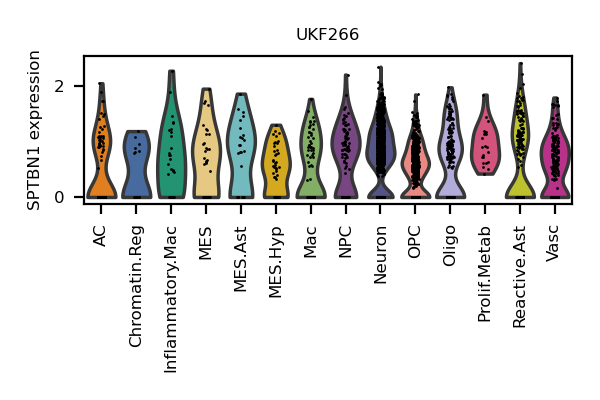 UKF266
SPTBN1 expression
2
0
AC
Chromatin.Reg
Inflammatory.Mac
MES
MES.Ast
MES.Hyp
Mac
NPC
Neuron
OPC
Oligo
Prolif.Metab
Reactive.Ast
Vasc